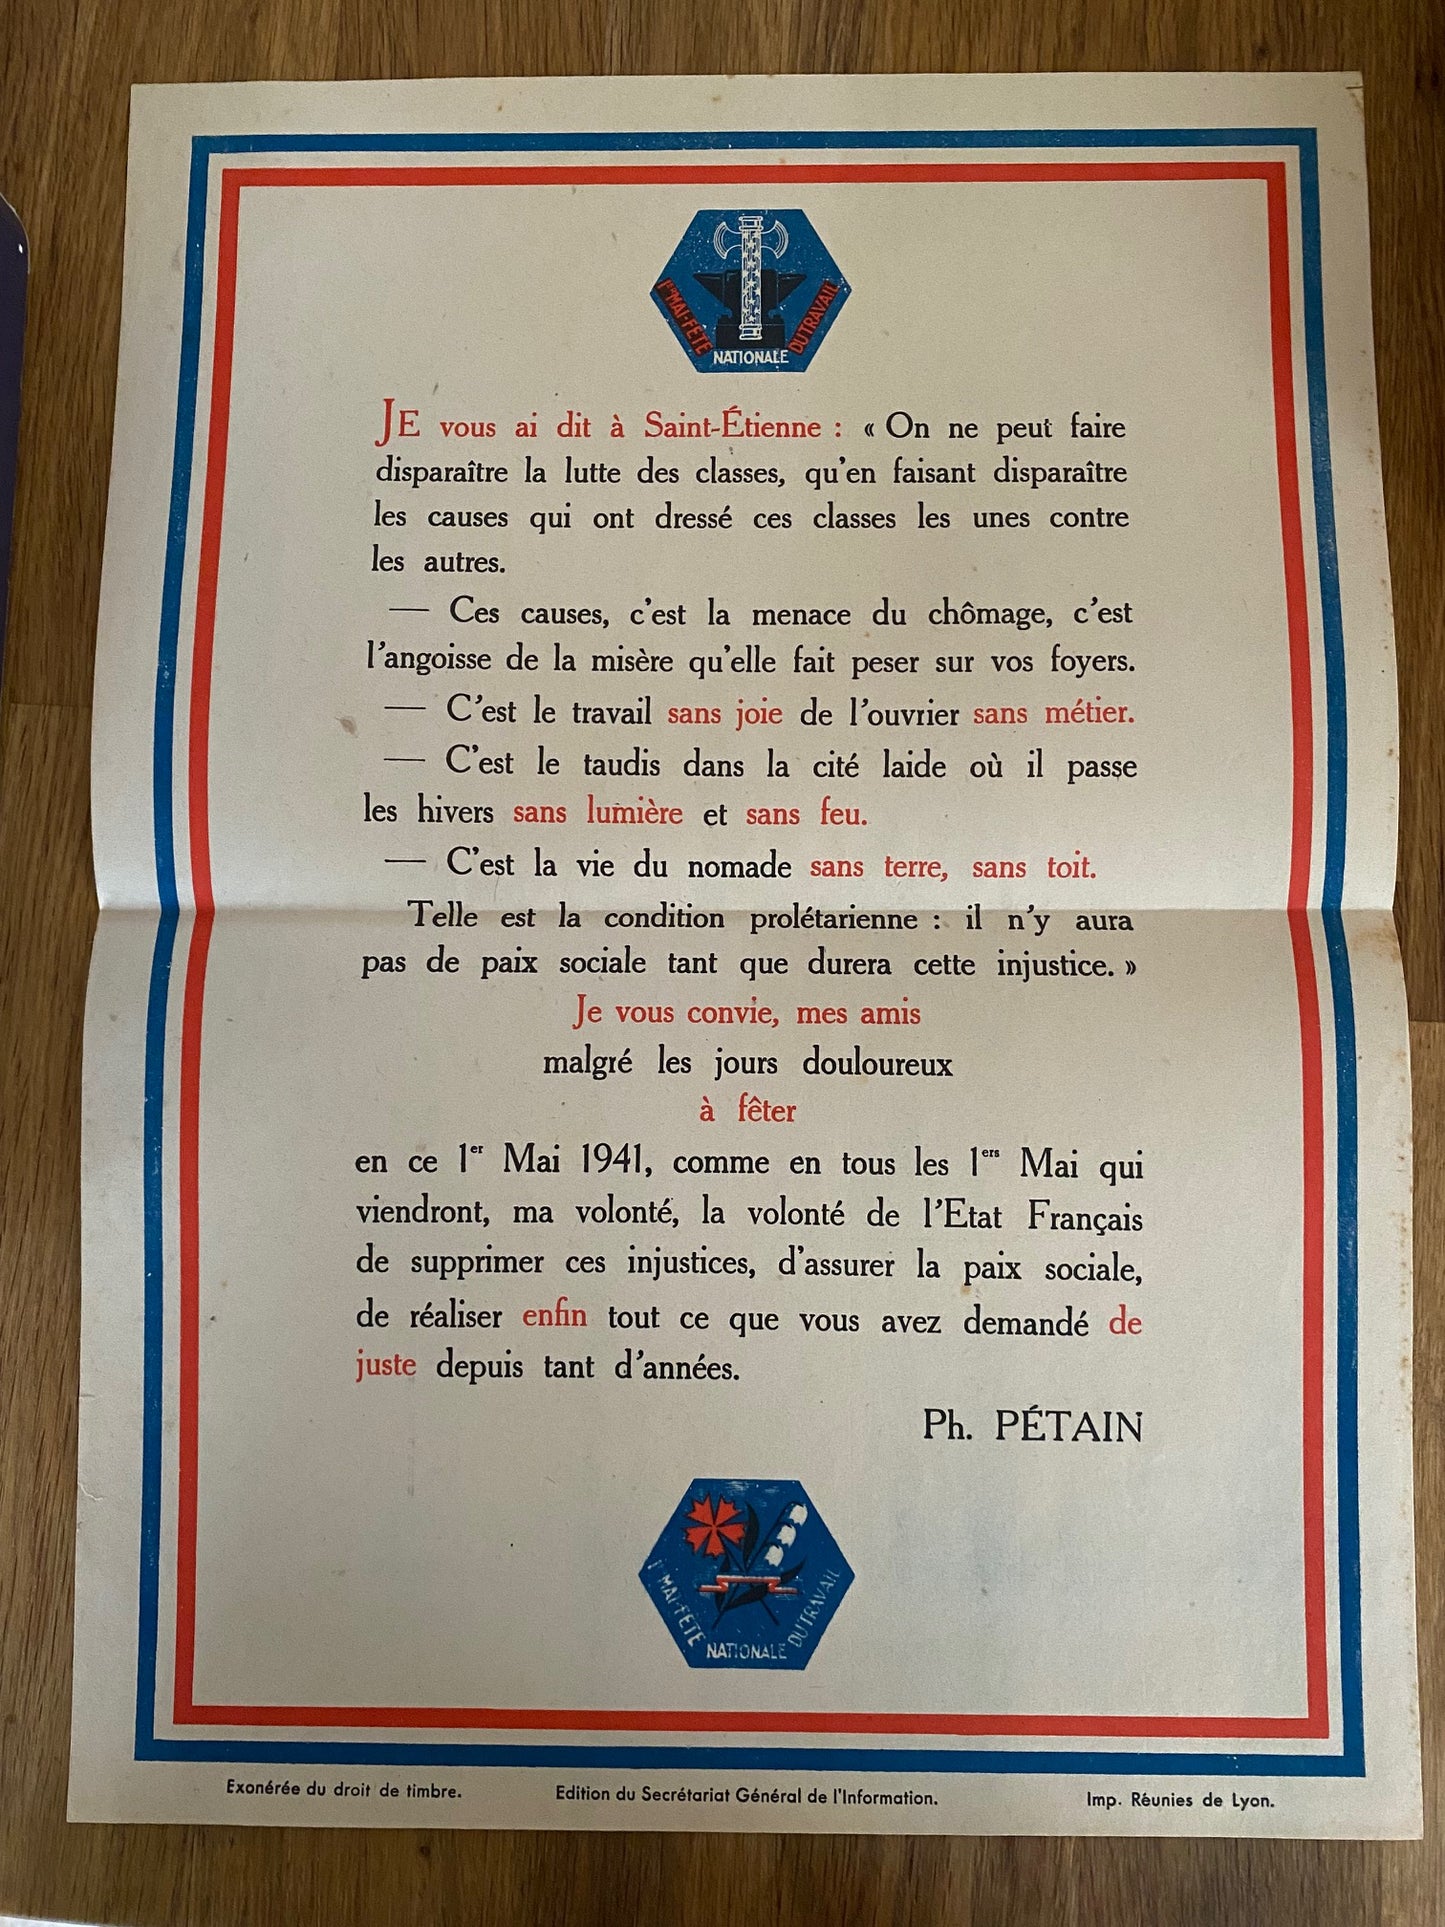 1er MAI-FÊTE NATIONALE DU TRAVAIL
JE vous ai dit à Saint-Étienne : « On ne peut faire
disparaître la lutte des classes, qu'en faisant disparaître
les causes qui ont dressé ces classes les unes contre
les autres.
— Ces causes, c'est la menace du chômage, c'est
l'angoisse de la misère qu'elle fait peser sur vos foyers.
— C'est le travail sans joie de l'ouvrier sans métier.
— C'est le taudis dans la cité laide où il passe
les hivers sans lumière et sans feu.
— C'est la vie du nomade sans terre, sans toit.
Telle est la condition prolétarienne : il n'y aura
pas de paix sociale tant que durera cette injustice. »
Je vous convie, mes amis
malgré les jours douloureux
à fêter
en ce 1er Mai 1941, comme en tous les 1ers Mai qui
viendront, ma volonté, la volonté de l'Etat Français
de supprimer ces injustices, d'assurer la paix sociale,
de réaliser enfin tout ce que vous avez demandé de
juste depuis tant d'années.
Ph. PÉTAIN
1er MAI-FÊTE NATIONALE DU TRAVAIL
Exonérée du droit de timbre. Edition du Secrétariat Général de l'Information. Imp. Réunies de Lyon.